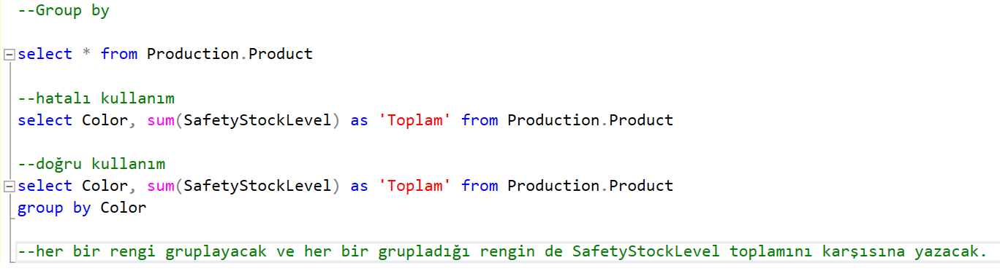 --Group by
select * from Production.Product
--hatalı kullanım
select Color, sum(SafetyStockLevel) as 'Toplam' from Production.Product
--doğru kullanım
select Color, sum(SafetyStockLevel) as 'Toplam' from Production.Product
group by Color
--her bir rengi gruplayacak ve her bir grupladığı rengin de SafetyStockLevel toplamını karşısına yazacak.